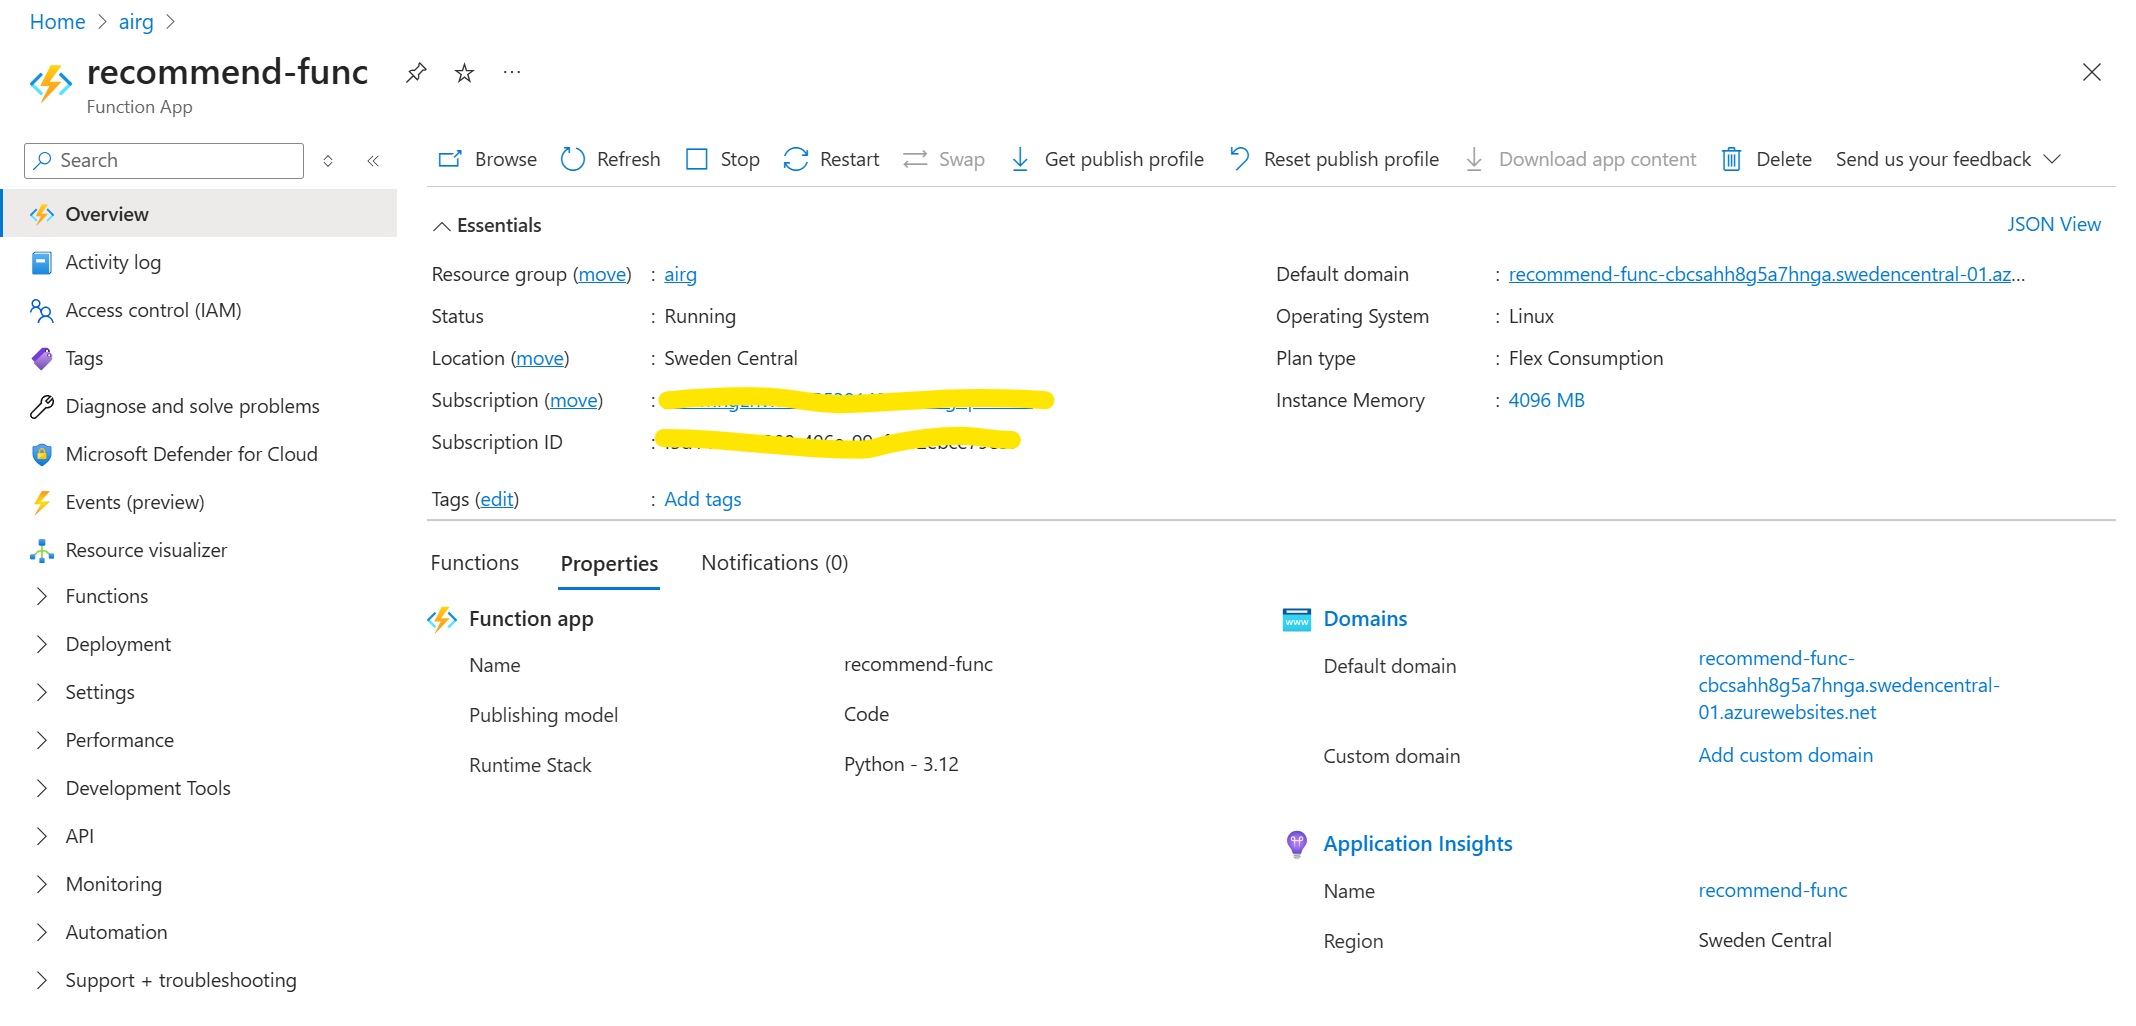 Home > airg >
recommend-func
Function App
Search
Browse Refresh Stop Restart Swap Get publish profile Reset publish profile Download app content Delete Send us your feedback
Overview
Activity log
Access control (IAM)
Tags
Diagnose and solve problems
Microsoft Defender for Cloud
Events (preview)
Resource visualizer
Functions
Deployment
Settings
Performance
Development Tools
API
Monitoring
Automation
Support + troubleshooting
Essentials
JSON View
Resource group (move) : airg
Status : Running
Location (move) : Sweden Central
Subscription (move) :
Subscription ID :
Tags (edit) : Add tags
Default domain : recommend-func-cbcsahh8g5a7hnga.swedencentral-01.az...
Operating System : Linux
Plan type : Flex Consumption
Instance Memory : 4096 MB
Functions Properties Notifications (0)
Function app
Name recommend-func
Publishing model Code
Runtime Stack Python - 3.12
www
Domains
Default domain recommend-func-
cbcsahh8g5a7hnga.swedencentral-
01.azurewebsites.net
Custom domain Add custom domain
Application Insights
Name recommend-func
Region Sweden Central